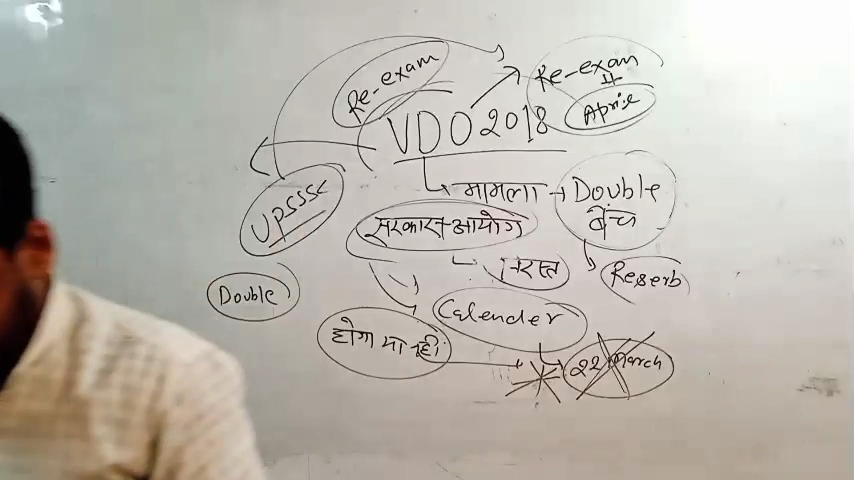 Re-exam
Re-exam
April
VDO 2018
UPSSSC
मामला → Double
बेंच
सरकार-आयोग
निरस्त
Reserb
Double
Calender
होगा या नहीं
22 March